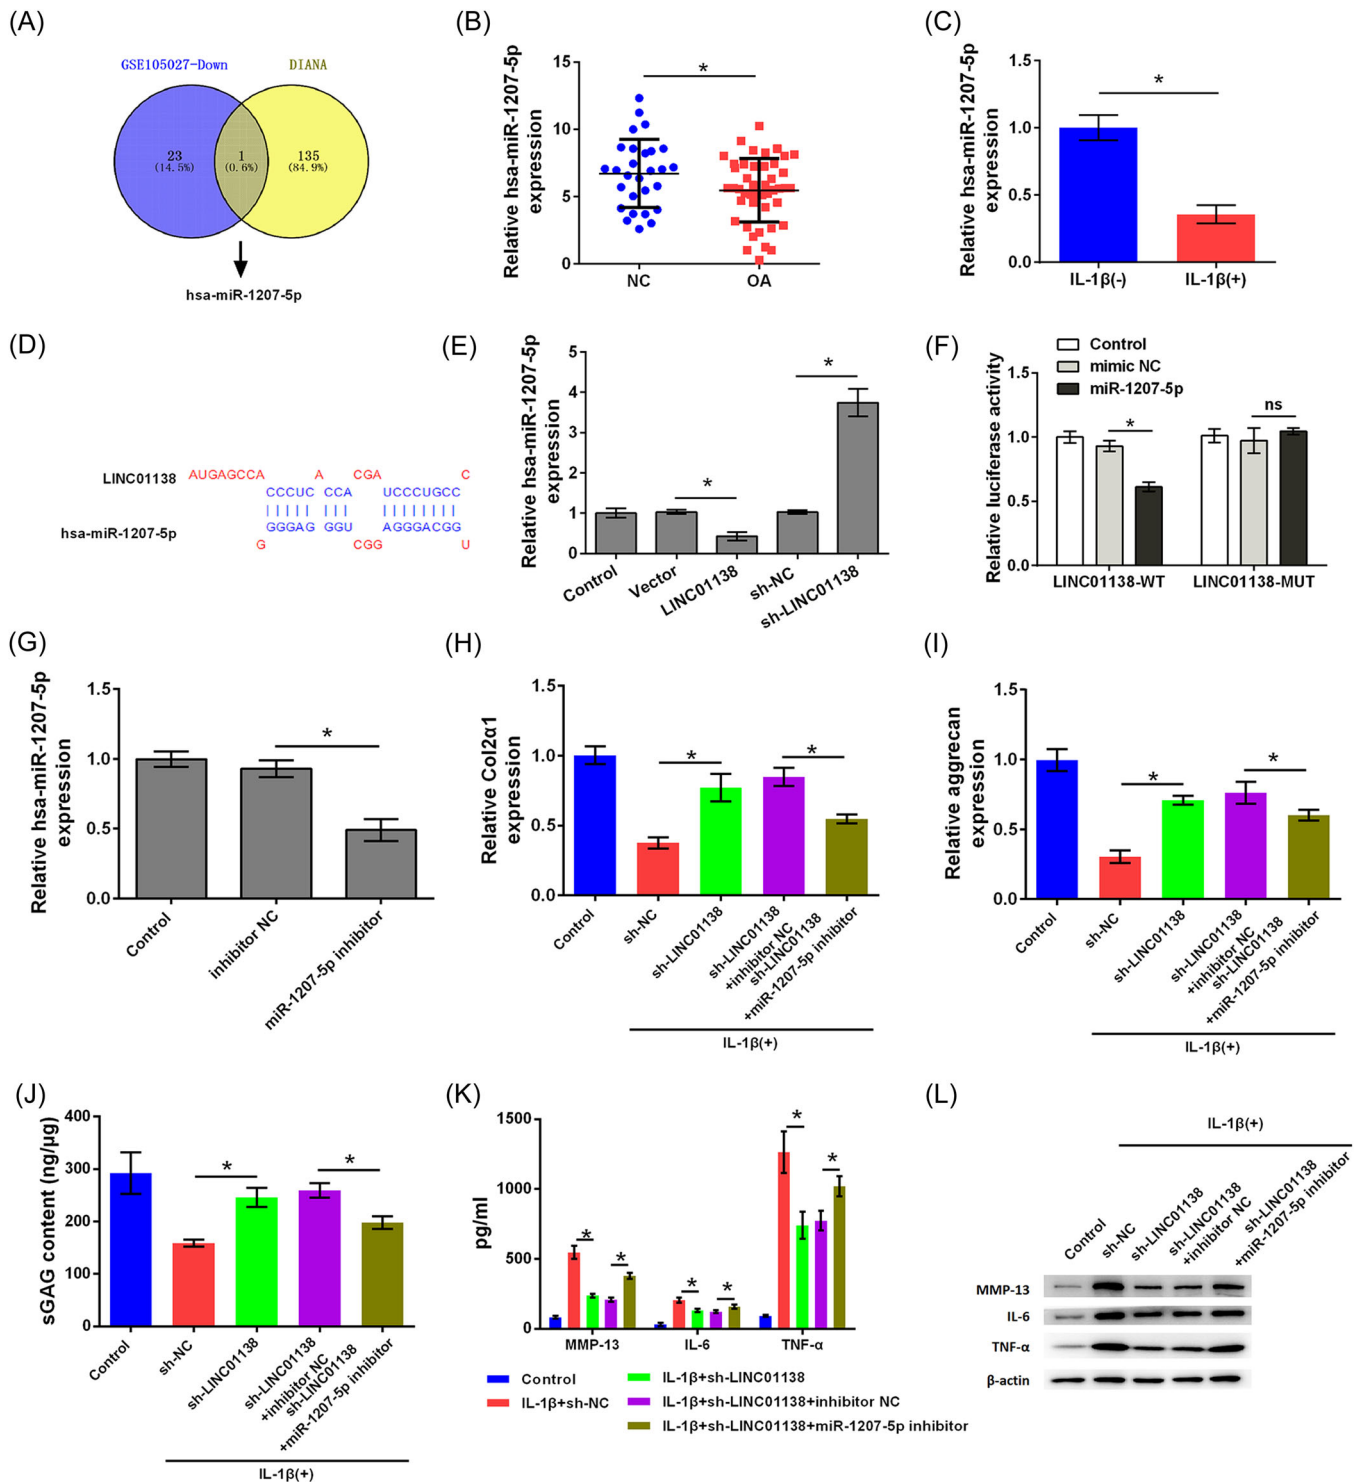 (A)
GSE105027-Down
DIANA
23
(14.5%)
1
(0.6%)
135
(84.9%)
hsa-miR-1207-5p
(B)
Relative hsa-miR-1207-5p
expression
15
10
5
0
*
NC
OA
(C)
Relative hsa-miR-1207-5p
expression
1.5
1.0
0.5
0.0
*
IL-1β(-)
IL-1β(+)
(D)
LINC01138
AUGAGCCA A CGA C
CCCUC CCA UCCCUGCC
GGGAG GGU AGGGACGG
hsa-miR-1207-5p
G CGG U
(E)
Relative hsa-miR-1207-5p
expression
5
4
3
2
1
0
*
*
Control
Vector
LINC01138
sh-NC
sh-LINC01138
(F)
Control
mimic NC
miR-1207-5p
Relative luciferase activity
1.5
1.0
0.5
0.0
*
ns
LINC01138-WT
LINC01138-MUT
(G)
Relative hsa-miR-1207-5p
expression
1.5
1.0
0.5
0.0
*
Control
inhibitor NC
miR-1207-5p inhibitor
(H)
Relative Col2α1
expression
1.5
1.0
0.5
0.0
*
*
Control
sh-NC
sh-LINC01138
sh-LINC01138
+inhibitor NC
sh-LINC01138
+miR-1207-5p inhibitor
IL-1β(+)
(I)
Relative aggrecan
expression
1.5
1.0
0.5
0.0
*
*
Control
sh-NC
sh-LINC01138
sh-LINC01138
+inhibitor NC
sh-LINC01138
+miR-1207-5p inhibitor
IL-1β(+)
(J)
sGAG content (ng/μg)
400
300
200
100
0
*
*
Control
sh-NC
sh-LINC01138
sh-LINC01138
+inhibitor NC
sh-LINC01138
+miR-1207-5p inhibitor
IL-1β(+)
(K)
pg/ml
1500
1000
500
0
*
*
*
*
*
*
MMP-13
IL-6
TNF-α
Control
IL-1β+sh-NC
IL-1β+sh-LINC01138
IL-1β+sh-LINC01138+inhibitor NC
IL-1β+sh-LINC01138+miR-1207-5p inhibitor
(L)
IL-1β(+)
Control
sh-NC
sh-LINC01138
sh-LINC01138
+inhibitor NC
sh-LINC01138
+miR-1207-5p inhibitor
MMP-13
IL-6
TNF-α
β-actin